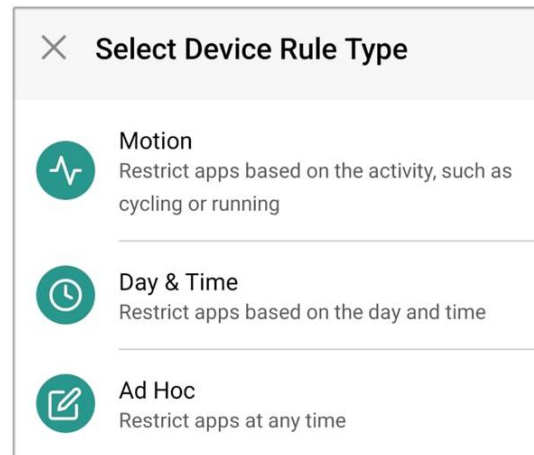 Select Device Rule Type
Motion
Restrict apps based on the activity, such as
cycling or running
Day & Time
Restrict apps based on the day and time
Ad Hoc
Restrict apps at any time